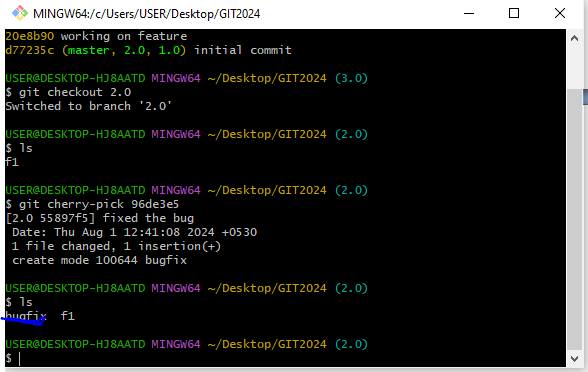 MINGW64:/c/Users/USER/Desktop/GIT2024
20e8b90 working on feature
d77235c (master, 2.0, 1.0) initial commit
USER@DESKTOP-HJ8AATD MINGW64 ~/Desktop/GIT2024 (3.0)
$ git checkout 2.0
Switched to branch '2.0'
USER@DESKTOP-HJ8AATD MINGW64 ~/Desktop/GIT2024 (2.0)
$ ls
f1
USER@DESKTOP-HJ8AATD MINGW64 ~/Desktop/GIT2024 (2.0)
$ git cherry-pick 96de3e5
[2.0 55897f5] fixed the bug
 Date: Thu Aug 1 12:41:08 2024 +0530
 1 file changed, 1 insertion(+)
 create mode 100644 bugfix
USER@DESKTOP-HJ8AATD MINGW64 ~/Desktop/GIT2024 (2.0)
$ ls
bugfix  f1
USER@DESKTOP-HJ8AATD MINGW64 ~/Desktop/GIT2024 (2.0)
$